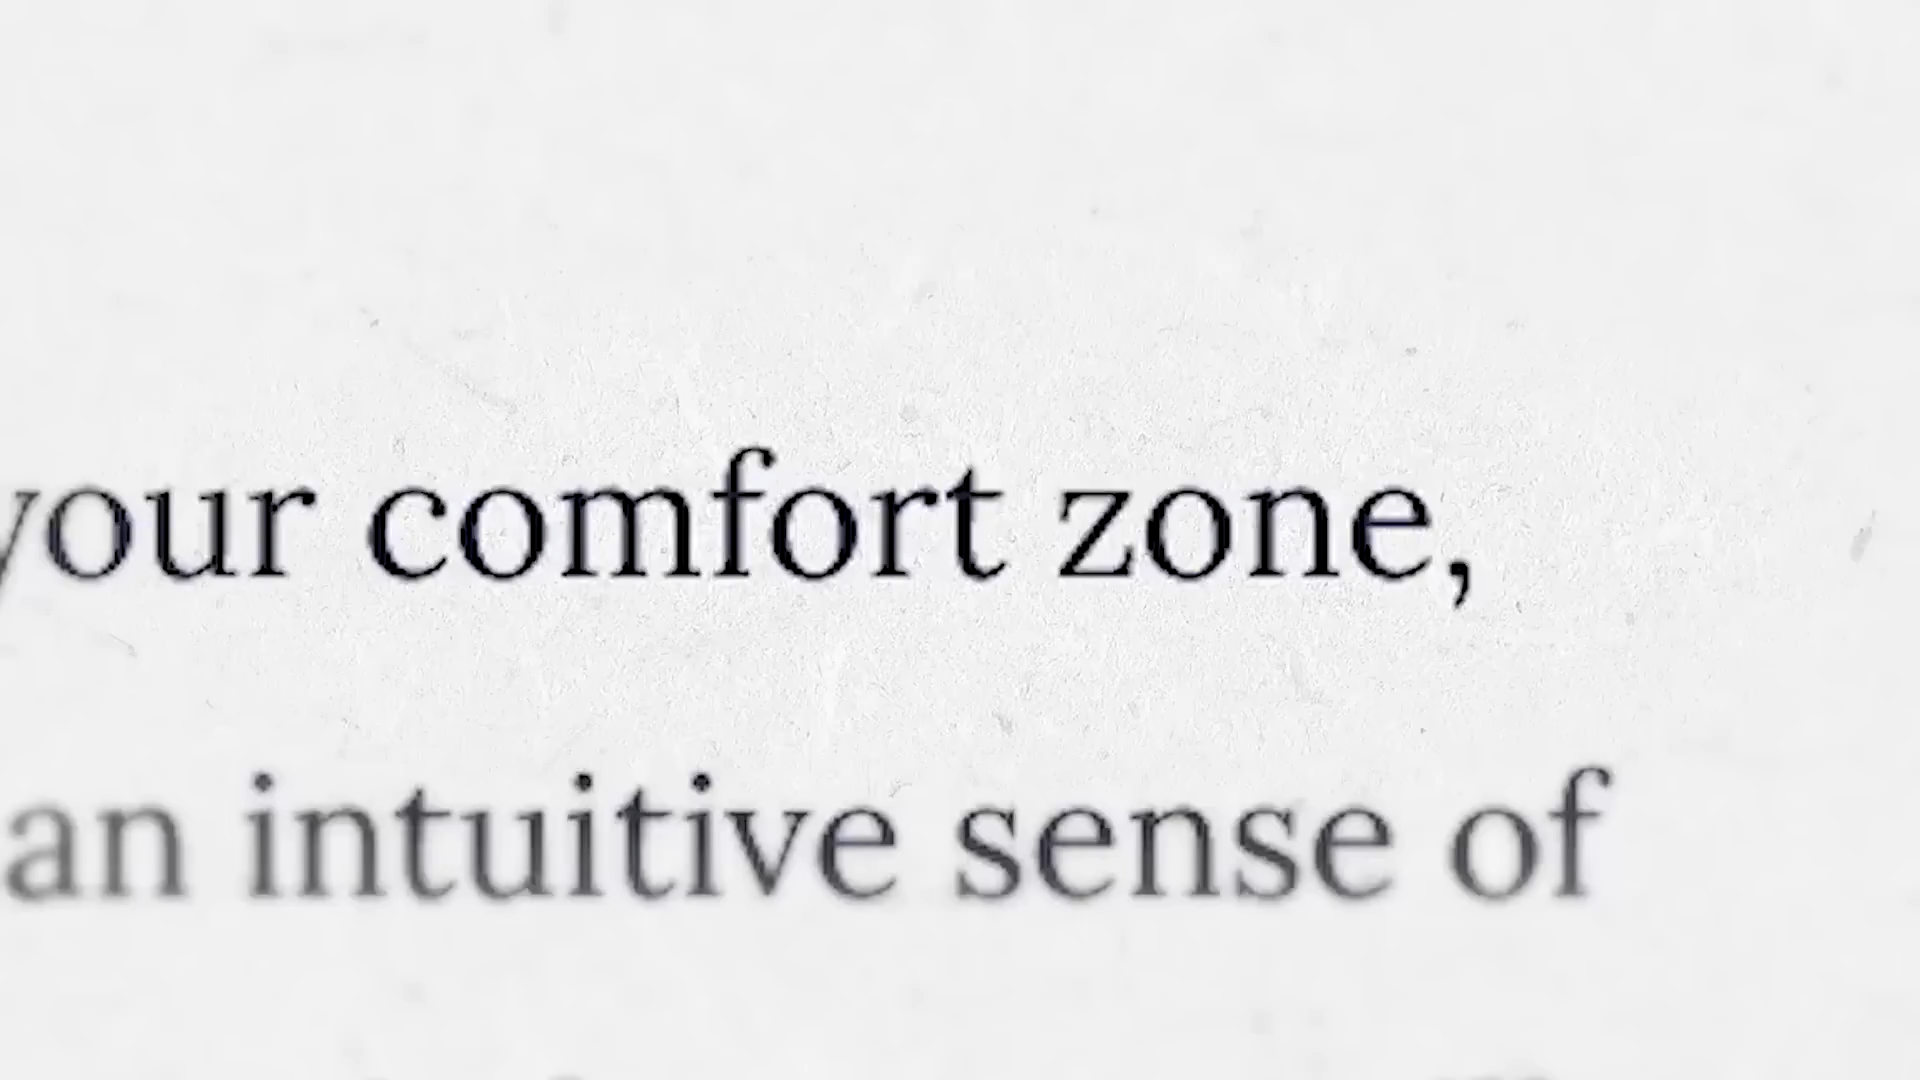 your comfort zone,
an intuitive sense of